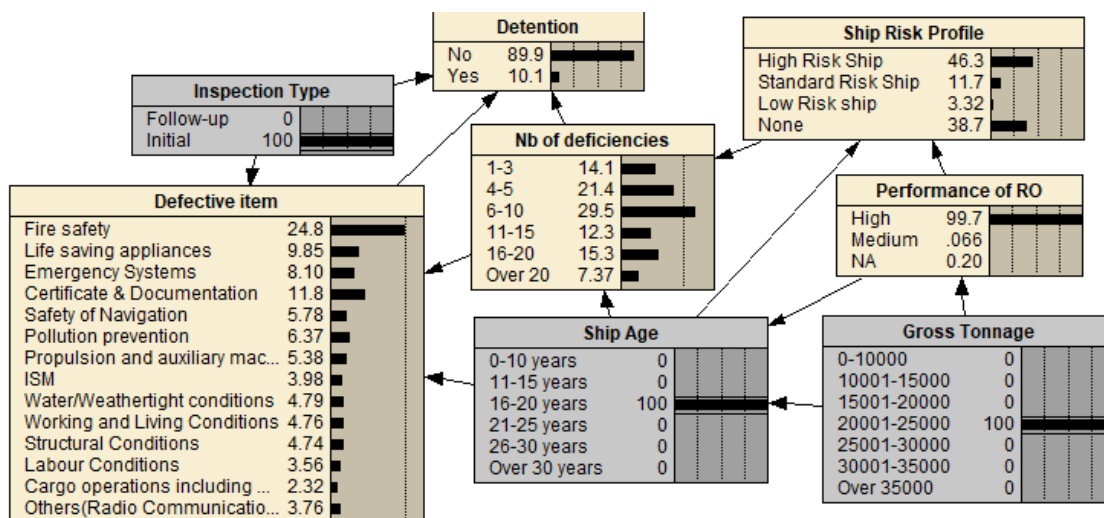 Detention
No 89.9
Yes 10.1
Ship Risk Profile
High Risk Ship 46.3
Standard Risk Ship 11.7
Low Risk ship 3.32
None 38.7
Inspection Type
Follow-up 0
Initial 100
Nb of deficiencies
1-3 14.1
4-5 21.4
6-10 29.5
11-15 12.3
16-20 15.3
Over 20 7.37
Performance of RO
High 99.7
Medium .066
NA 0.20
Defective item
Fire safety 24.8
Life saving appliances 9.85
Emergency Systems 8.10
Certificate & Documentation 11.8
Safety of Navigation 5.78
Pollution prevention 6.37
Propulsion and auxiliary mac... 5.38
ISM 3.98
Water/Weathertight conditions 4.79
Working and Living Conditions 4.76
Structural Conditions 4.74
Labour Conditions 3.56
Cargo operations including ... 2.32
Others(Radio Communicatio... 3.76
Ship Age
0-10 years 0
11-15 years 0
16-20 years 100
21-25 years 0
26-30 years 0
Over 30 years 0
Gross Tonnage
0-10000 0
10001-15000 0
15001-20000 0
20001-25000 100
25001-30000 0
30001-35000 0
Over 35000 0